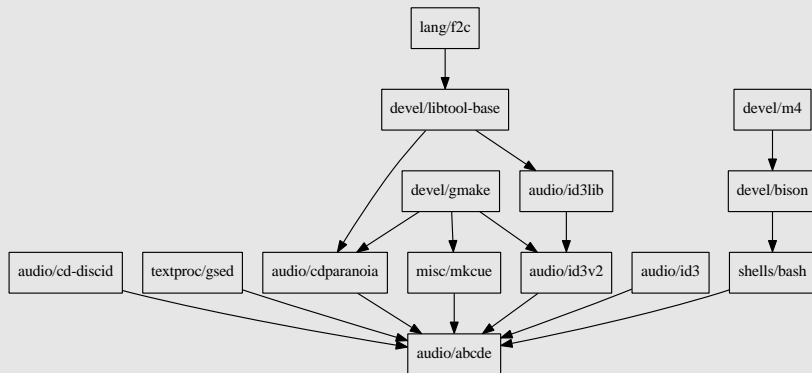 lang/f2c
devel/libtool-base
devel/m4
devel/gmake
audio/id3lib
devel/bison
audio/cd-discid
textproc/gsed
audio/cdparanoia
misc/mkcue
audio/id3v2
audio/id3
shells/bash
audio/abcde